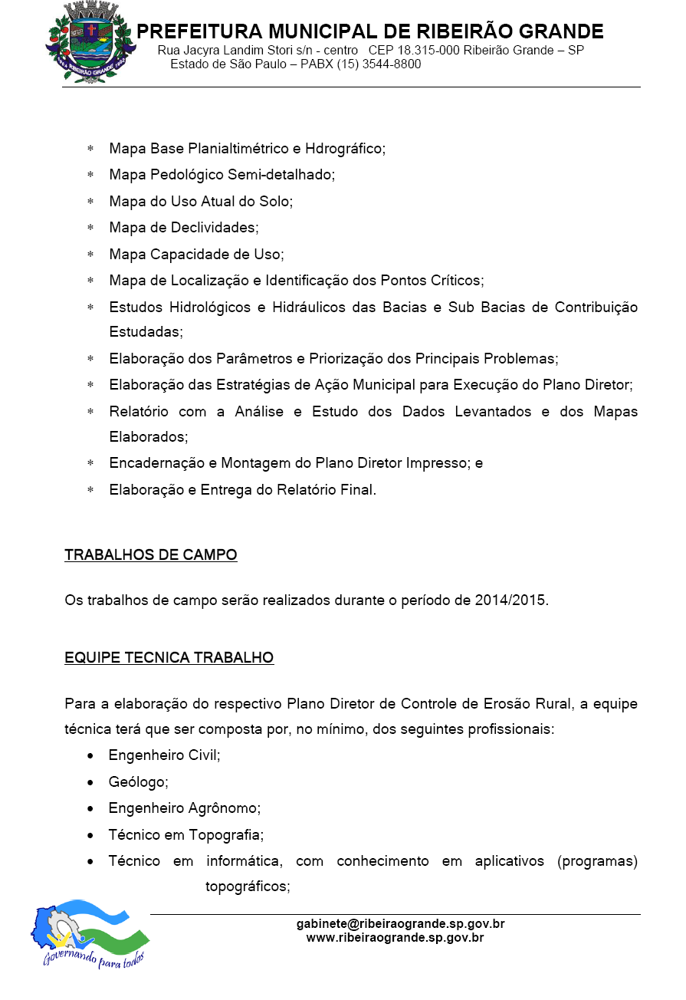 PREFEITURA MUNICIPAL DE RIBEIRÃO GRANDE
Rua Jacyra Landim Stori s/n - centro CEP 18.315-000 Ribeirão Grande – SP
Estado de São Paulo – PABX (15) 3544-8800
RIBEIRÃO GRANDE
* Mapa Base Planialtimétrico e Hdrográfico;
* Mapa Pedológico Semi-detalhado;
* Mapa do Uso Atual do Solo;
* Mapa de Declividades;
* Mapa Capacidade de Uso;
* Mapa de Localização e Identificação dos Pontos Críticos;
* Estudos Hidrológicos e Hidráulicos das Bacias e Sub Bacias de Contribuição
Estudadas;
* Elaboração dos Parâmetros e Priorização dos Principais Problemas;
* Elaboração das Estratégias de Ação Municipal para Execução do Plano Diretor;
* Relatório com a Análise e Estudo dos Dados Levantados e dos Mapas
Elaborados;
* Encadernação e Montagem do Plano Diretor Impresso; e
* Elaboração e Entrega do Relatório Final.
TRABALHOS DE CAMPO
Os trabalhos de campo serão realizados durante o período de 2014/2015.
EQUIPE TECNICA TRABALHO
Para a elaboração do respectivo Plano Diretor de Controle de Erosão Rural, a equipe
técnica terá que ser composta por, no mínimo, dos seguintes profissionais:
• Engenheiro Civil;
• Geólogo;
• Engenheiro Agrônomo;
• Técnico em Topografia;
• Técnico em informática, com conhecimento em aplicativos (programas)
topográficos;
Governando para todos
gabinete@ribeiraogrande.sp.gov.br
www.ribeiraogrande.sp.gov.br